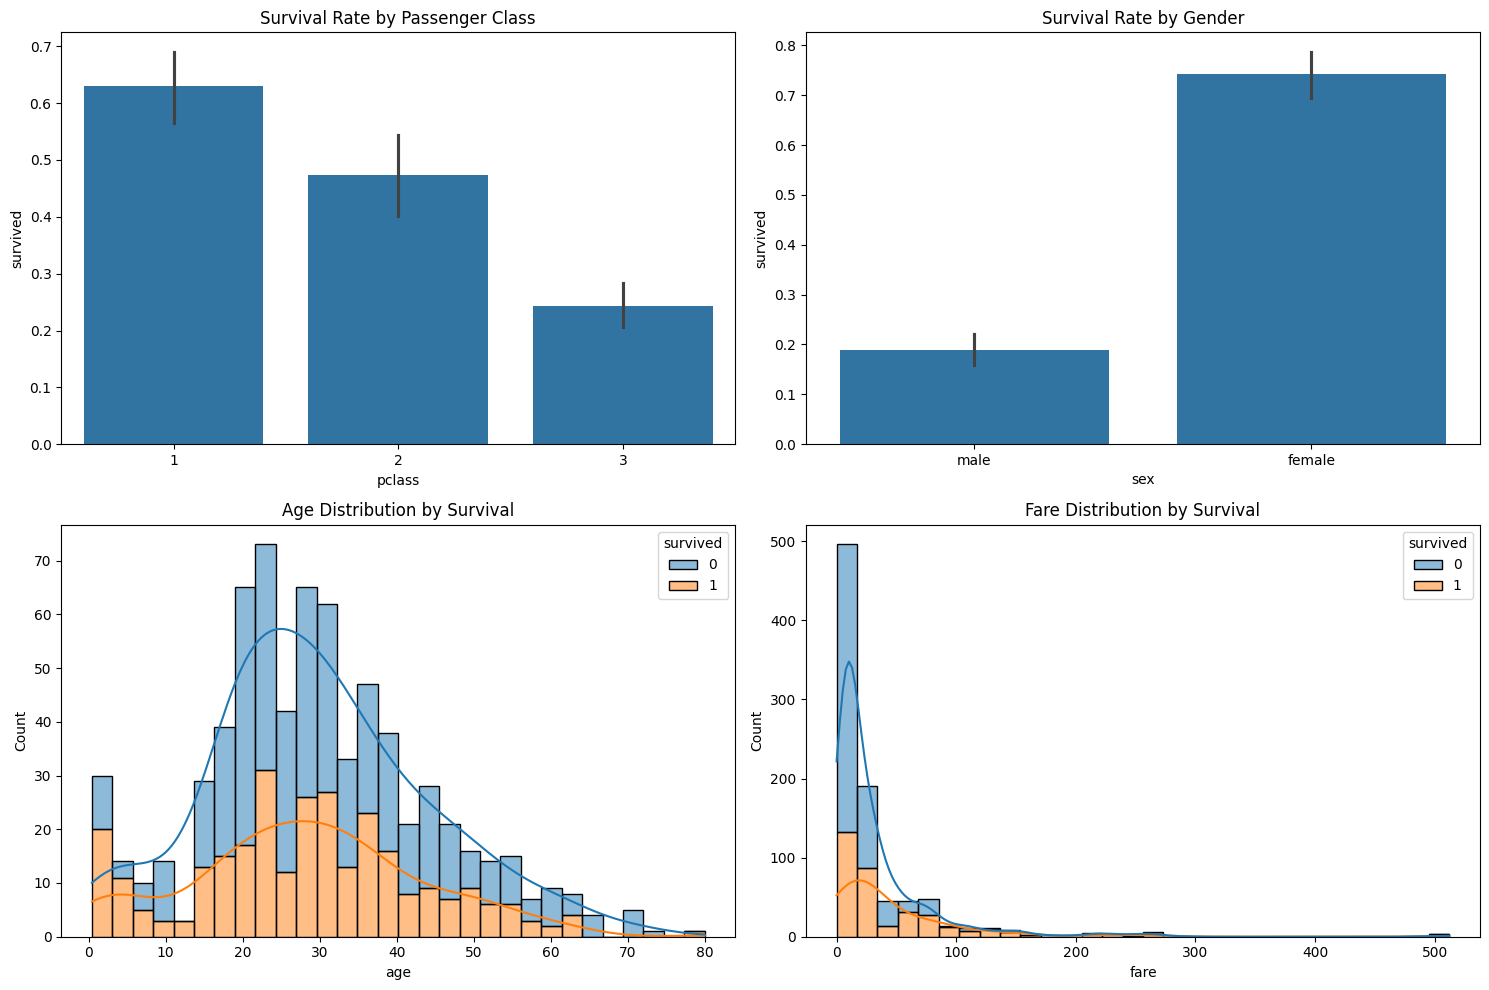 Survival Rate by Passenger Class
0.7
0.6
0.5
0.4
0.3
0.2
0.1
0.0
survived
1 2 3
pclass
Survival Rate by Gender
0.8
0.7
0.6
0.5
0.4
0.3
0.2
0.1
0.0
survived
male female
sex
Age Distribution by Survival
survived
0
1
70
60
50
40
30
20
10
0
Count
0 10 20 30 40 50 60 70 80
age
Fare Distribution by Survival
survived
0
1
500
400
300
200
100
0
Count
0 100 200 300 400 500
fare